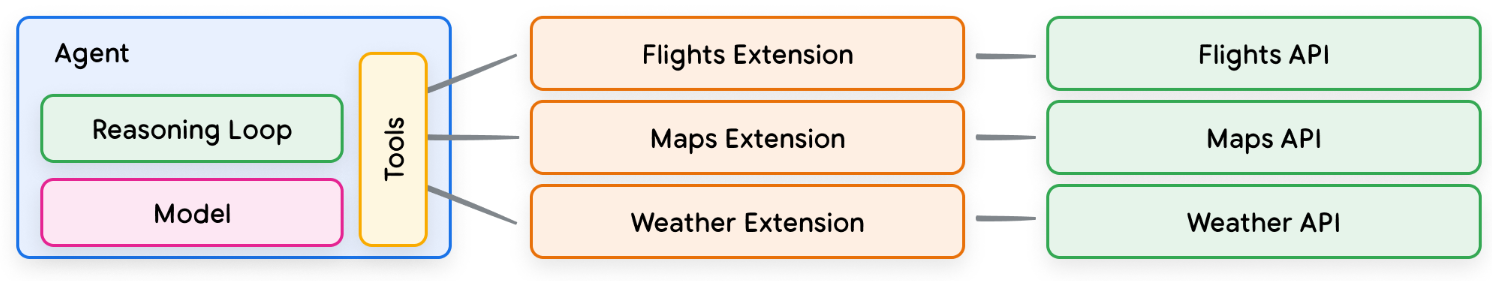 Agent
Reasoning Loop
Model
Tools
Flights Extension
Maps Extension
Weather Extension
Flights API
Maps API
Weather API